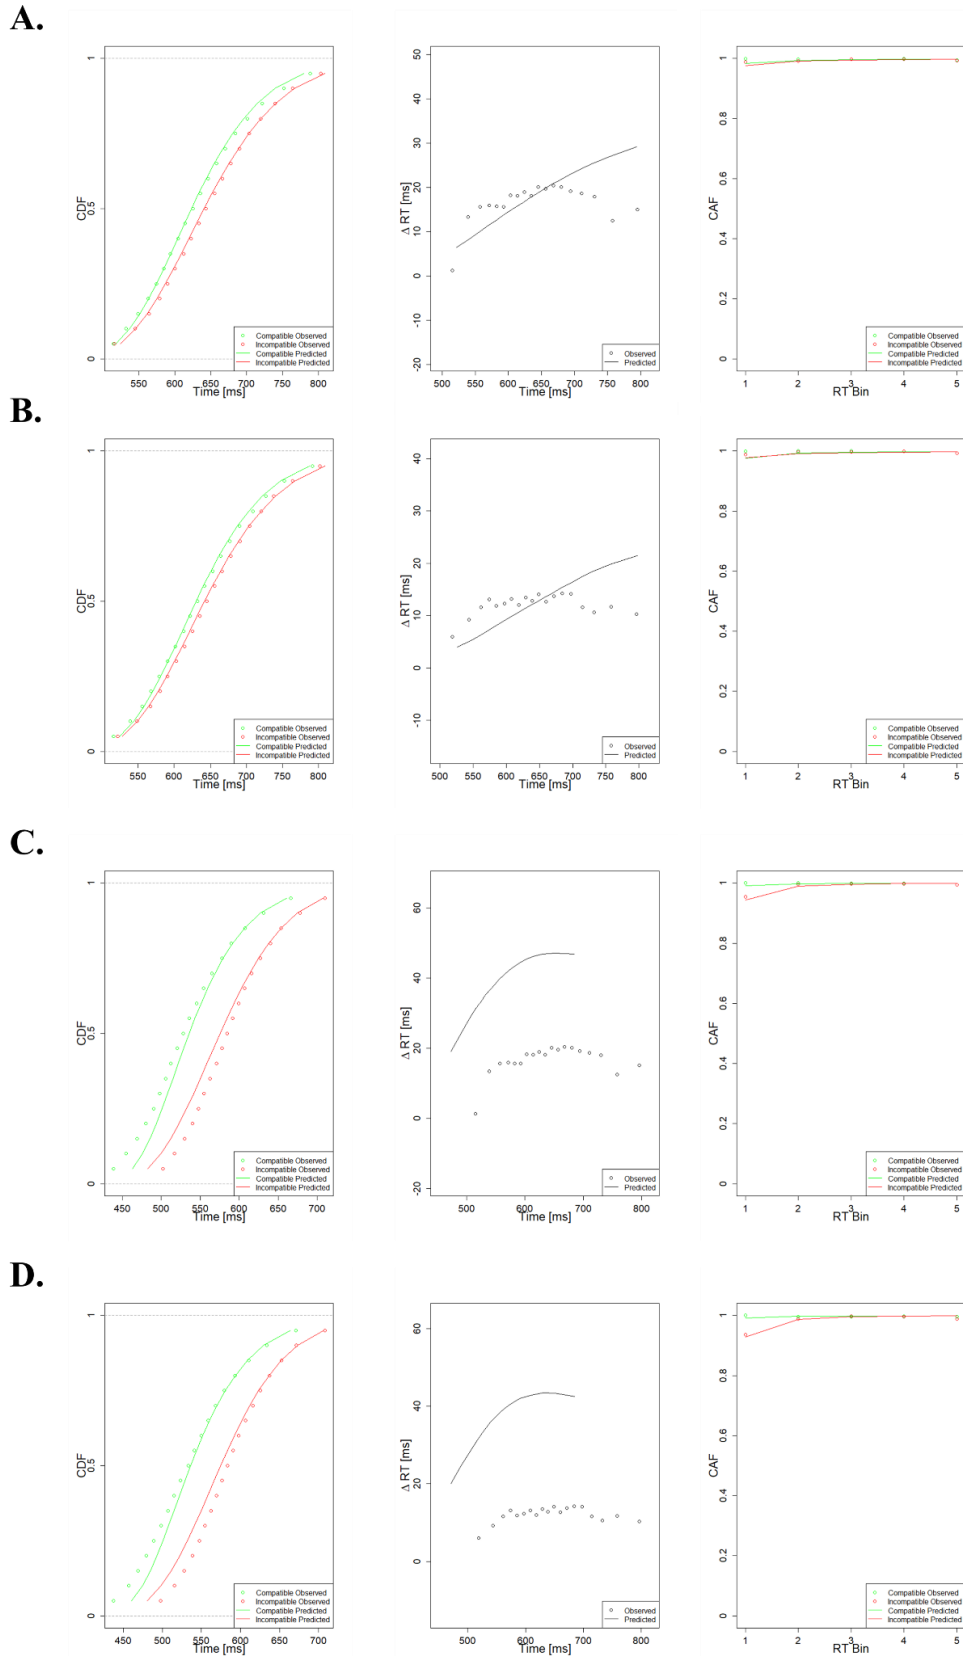 A.
CDF
0
0.5
1
550
600
650
700
750
800
Time [ms]
Compatible Observed
Incompatible Observed
Compatible Predicted
Incompatible Predicted
Δ RT [ms]
-20
-10
0
10
20
30
40
50
500
550
600
650
700
750
800
Time [ms]
Observed
Predicted
CAF
0
0.2
0.4
0.6
0.8
1
1
2
3
4
5
RT Bin
Compatible Observed
Incompatible Observed
Compatible Predicted
Incompatible Predicted
B.
CDF
0
0.5
1
550
600
650
700
750
800
Time [ms]
Compatible Observed
Incompatible Observed
Compatible Predicted
Incompatible Predicted
Δ RT [ms]
-10
0
10
20
30
40
500
550
600
650
700
750
800
Time [ms]
Observed
Predicted
CAF
0
0.2
0.4
0.6
0.8
1
1
2
3
4
5
RT Bin
Compatible Observed
Incompatible Observed
Compatible Predicted
Incompatible Predicted
C.
CDF
0
0.5
1
450
500
550
600
650
700
Time [ms]
Compatible Observed
Incompatible Observed
Compatible Predicted
Incompatible Predicted
Δ RT [ms]
-20
0
20
40
60
500
600
700
800
Time [ms]
Observed
Predicted
CAF
0
0.2
0.4
0.6
0.8
1
1
2
3
4
5
RT Bin
Compatible Observed
Incompatible Observed
Compatible Predicted
Incompatible Predicted
D.
CDF
0
0.5
1
450
500
550
600
650
700
Time [ms]
Compatible Observed
Incompatible Observed
Compatible Predicted
Incompatible Predicted
Δ RT [ms]
0
20
40
60
500
600
700
800
Time [ms]
Observed
Predicted
CAF
0
0.2
0.4
0.6
0.8
1
1
2
3
4
5
RT Bin
Compatible Observed
Incompatible Observed
Compatible Predicted
Incompatible Predicted